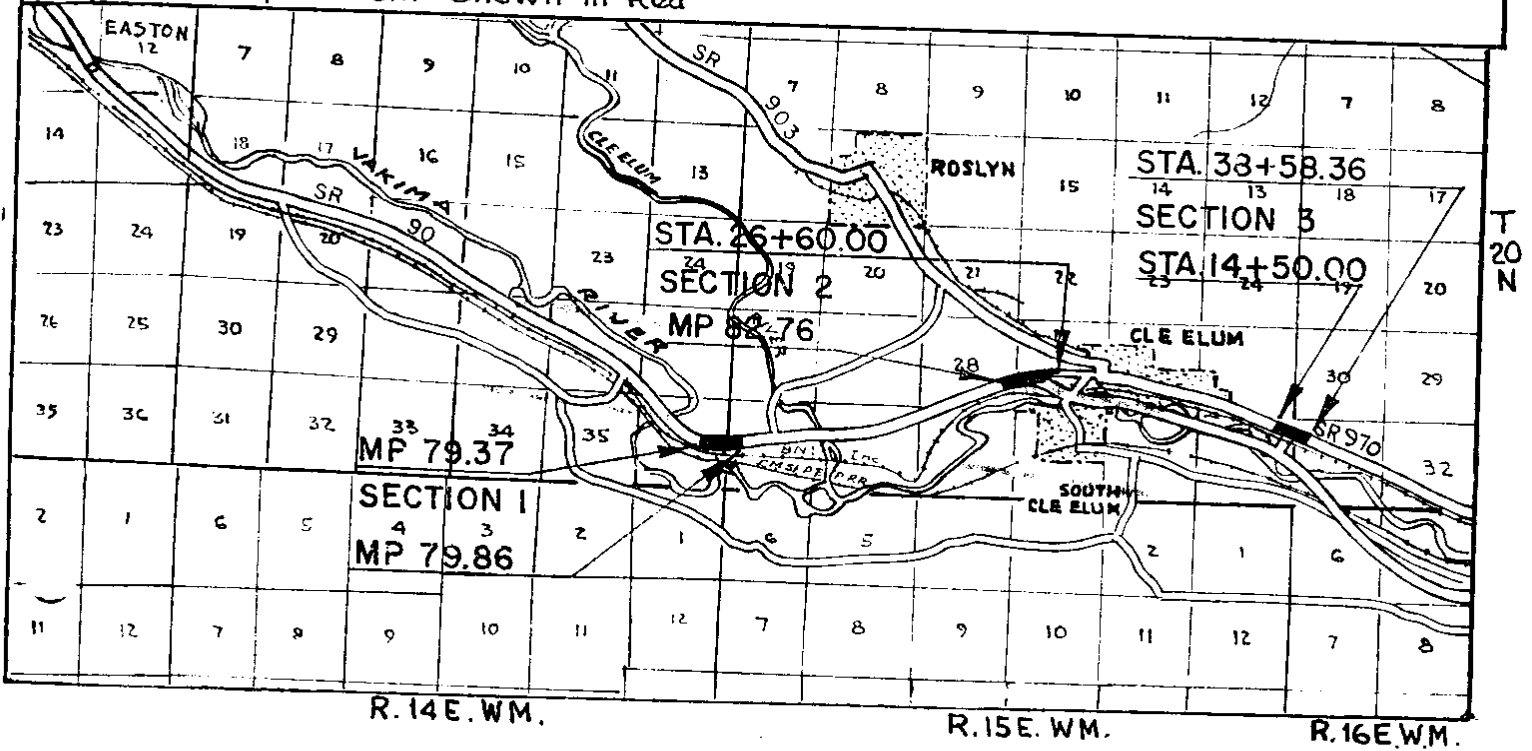 Shown in Red
EASTON
12 7 8 9 10 11 7 8 9 10 11 12 7 8
SR 903
14 18 17 16 15 13 15 14 13 18 17
YAKIMA
RIVER
CLE ELUM
ROSLYN
SR 90
STA. 38+58.36
SECTION 3
STA. 14+50.00
T
20
N
23 24 19 20 23 24 19 20 21 22 23 24 19 20
STA. 26+60.00
SECTION 2
MP 82.76
26 25 30 29 28 30 29
CLE ELUM
35 36 31 32 33 34 35 32
MP 79.37
SR 970
SOUTH
CLE ELUM
SECTION 1
2 1 6 5 4 3 2 1 6 5 2 1 6
MP 79.86
11 12 7 8 9 10 11 12 7 8 9 10 11 12 7 8
R. 14 E. WM.
R. 15 E. WM.
R. 16 E. W.M.